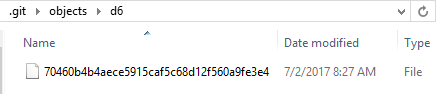 .git › objects › d6
Name Date modified Type
70460b4b4aece5915caf5c68d12f560a9fe3e4 7/2/2017 8:27 AM File